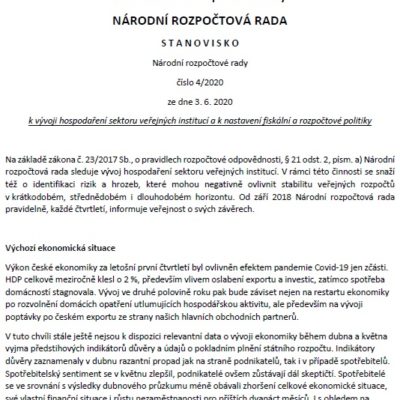 NÁRODNÍ ROZPOČTOVÁ RADA
S T A N O V I S K O
Národní rozpočtové rady
číslo 4/2020
ze dne 3. 6. 2020
k vývoji hospodaření sektoru veřejných institucí a k nastavení fiskální a rozpočtové politiky
Na základě zákona č. 23/2017 Sb., o pravidlech rozpočtové odpovědnosti, § 21 odst. 2, písm. a) Národní
rozpočtová rada sleduje vývoj hospodaření sektoru veřejných institucí. V rámci této činnosti se snaží
též o identifikaci rizik a hrozeb, které mohou negativně ovlivnit stabilitu veřejných rozpočtů
v krátkodobém, střednědobém i dlouhodobém horizontu. Od září 2018 Národní rozpočtová rada
pravidelně, každé čtvrtletí, informuje veřejnost o svých závěrech.
Výchozí ekonomická situace
Výkon české ekonomiky za letošní první čtvrtletí byl ovlivněn efektem pandemie Covid-19 jen zčásti.
HDP celkově meziročně klesl o 2 %, především vlivem oslabení exportu a investic, zatímco spotřeba
domácností stagnovala. Vývoj ve druhé polovině roku pak bude záviset nejen na restartu ekonomiky
po rozvolnění domácích opatření utlumujících hospodářskou aktivitu, ale především na vývoji
poptávky po českém exportu ze strany našich hlavních obchodních partnerů.
V tuto chvíli stále ještě nejsou k dispozici relevantní data o vývoji ekonomiky během dubna a května
vyjma předstihových indikátorů důvěry a údajů o pokladním plnění státního rozpočtu. Indikátory
důvěry zaznamenaly v dubnu razantní propad jak na straně podnikatelů, tak i v případě spotřebitelů.
Spotřebitelský sentiment se v květnu zlepšil, podnikatelé ovšem zůstávají dál skeptičtí. Spotřebitelé
se ve srovnání s výsledky dubnového průzkumu méně obávali zhoršení celkové ekonomické situace,
své vlastní finanční situace i růstu nezaměstnanosti pro příštích dvanáct měsíců. I s ohledem na